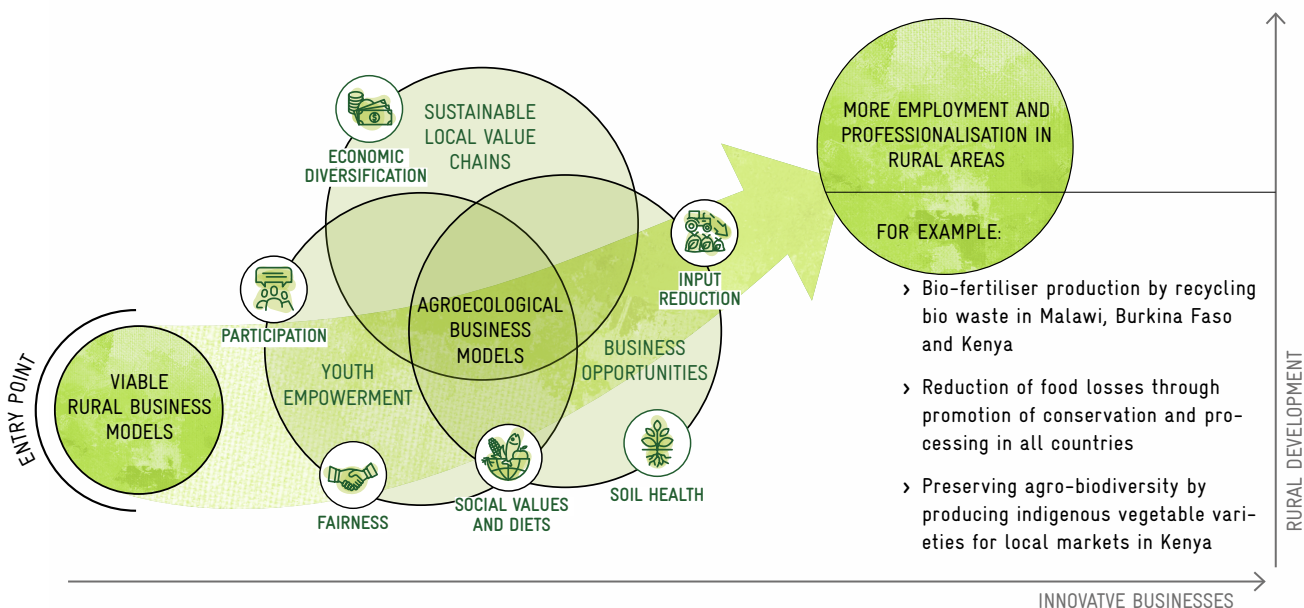 ENTRY POINT
VIABLE
RURAL BUSINESS
MODELS
SUSTAINABLE
LOCAL VALUE
CHAINS
ECONOMIC
DIVERSIFICATION
PARTICIPATION
YOUTH
EMPOWERMENT
AGROECOLOGICAL
BUSINESS
MODELS
BUSINESS
OPPORTUNITIES
INPUT
REDUCTION
FAIRNESS
SOCIAL VALUES
AND DIETS
SOIL HEALTH
MORE EMPLOYMENT AND
PROFESSIONALISATION IN
RURAL AREAS
FOR EXAMPLE:
› Bio-fertiliser production by recycling
bio waste in Malawi, Burkina Faso
and Kenya
› Reduction of food losses through
promotion of conservation and pro-
cessing in all countries
› Preserving agro-biodiversity by
producing indigenous vegetable vari-
eties for local markets in Kenya
RURAL DEVELOPMENT
INNOVATVE BUSINESSES